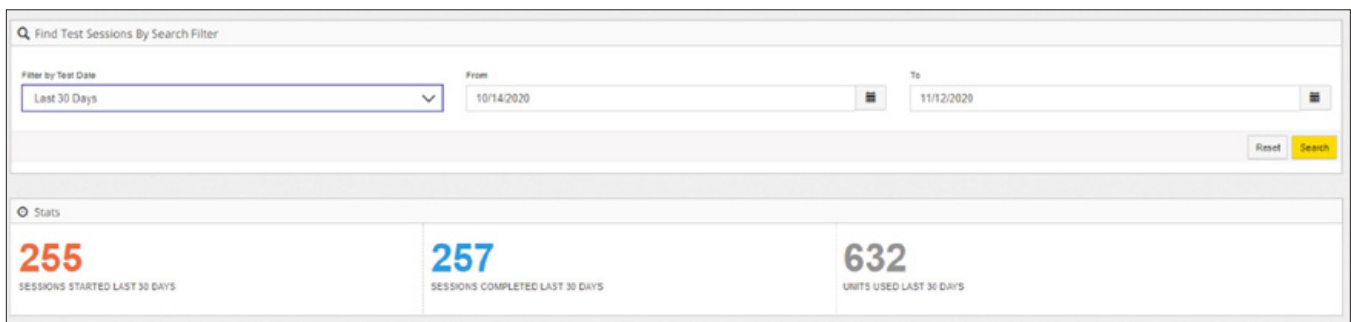 Find Test Sessions By Search Filter
Filter by Test Date
From
To
Last 30 Days
10/14/2020
11/12/2020
Reset
Search
Stats
255
257
632
SESSIONS STARTED LAST 30 DAYS
SESSIONS COMPLETED LAST 30 DAYS
UNITS USED LAST 30 DAYS